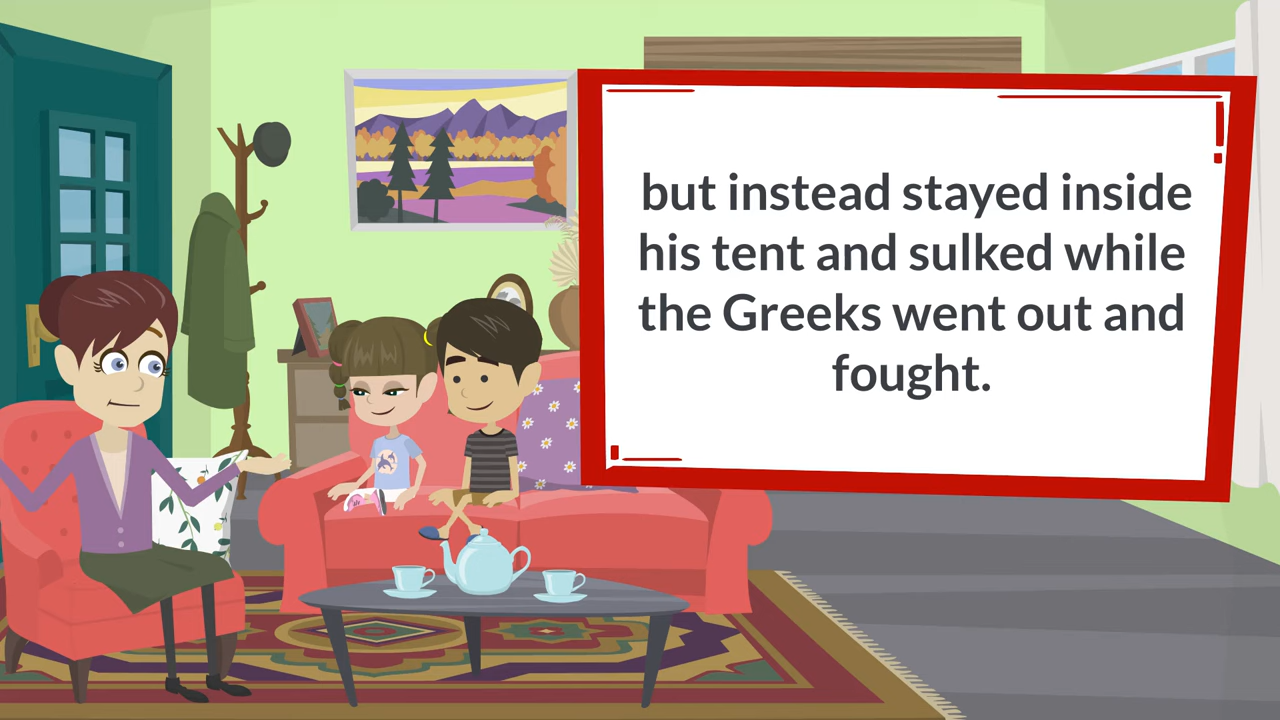 but instead stayed inside
his tent and sulked while
the Greeks went out and
fought.